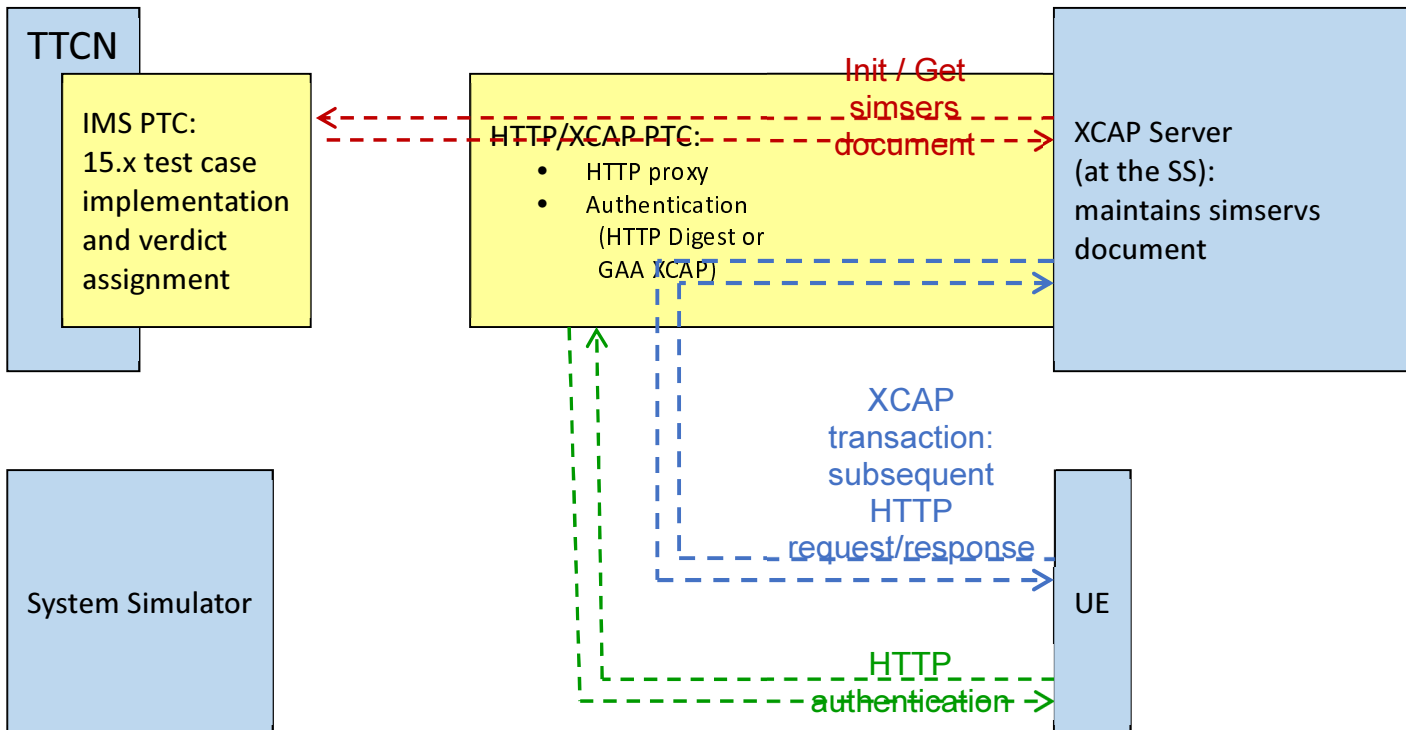 TTCN
IMS PTC:
15.x test case
implementation
and verdict
assignment
HTTP/XCAP PTC:
• HTTP proxy
• Authentication
(HTTP Digest or
GAA XCAP)
Init / Get
simsers
document
XCAP Server
(at the SS):
maintains simservs
document
XCAP
transaction:
subsequent
HTTP
request/response
System Simulator
UE
HTTP
authentication